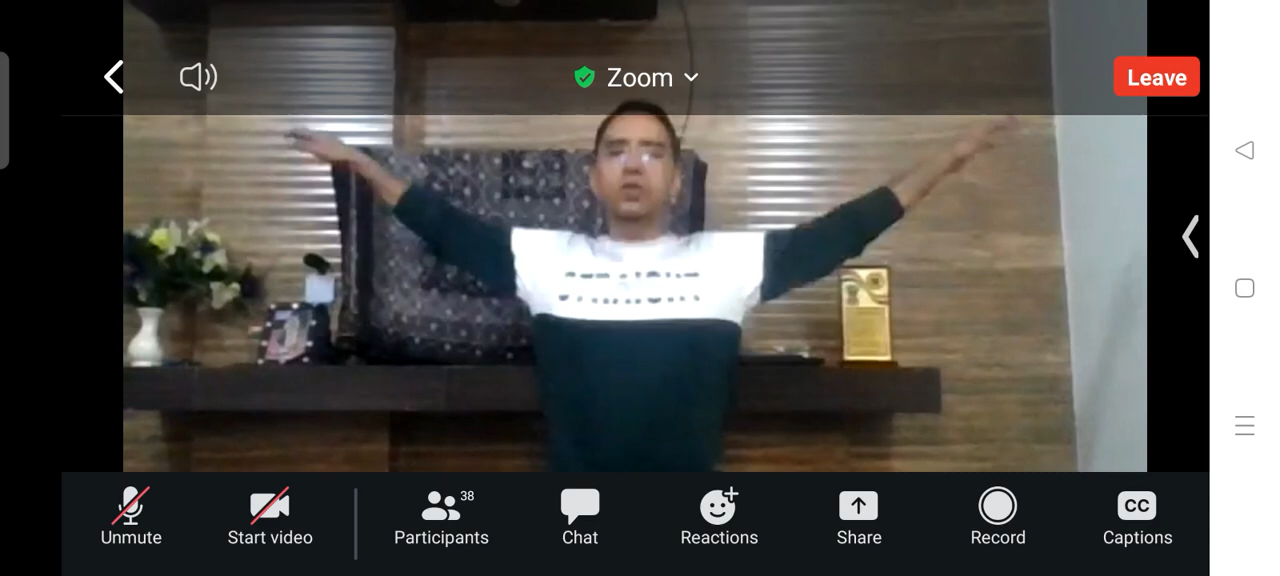 Zoom
Leave
38
Unmute
Start video
Participants
Chat
Reactions
Share
Record
CC
Captions